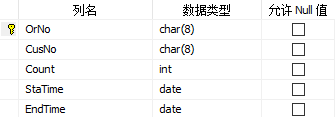 列名 数据类型 允许 Null 值
OrNo char(8)
CusNo char(8)
Count int
StaTime date
EndTime date